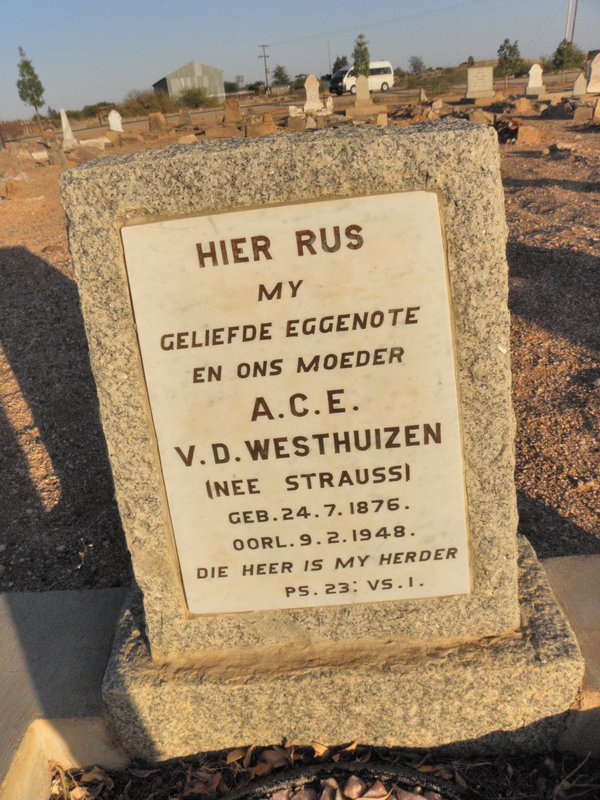 HIER RUS
MY
GELIEFDE EGGENOTE
EN ONS MOEDER
A.C.E.
V.D. WESTHUIZEN
(NEE STRAUSS)
GEB. 24.7.1876.
OORL. 9.2.1948.
DIE HEER IS MY HERDER
PS. 23: VS. 1.